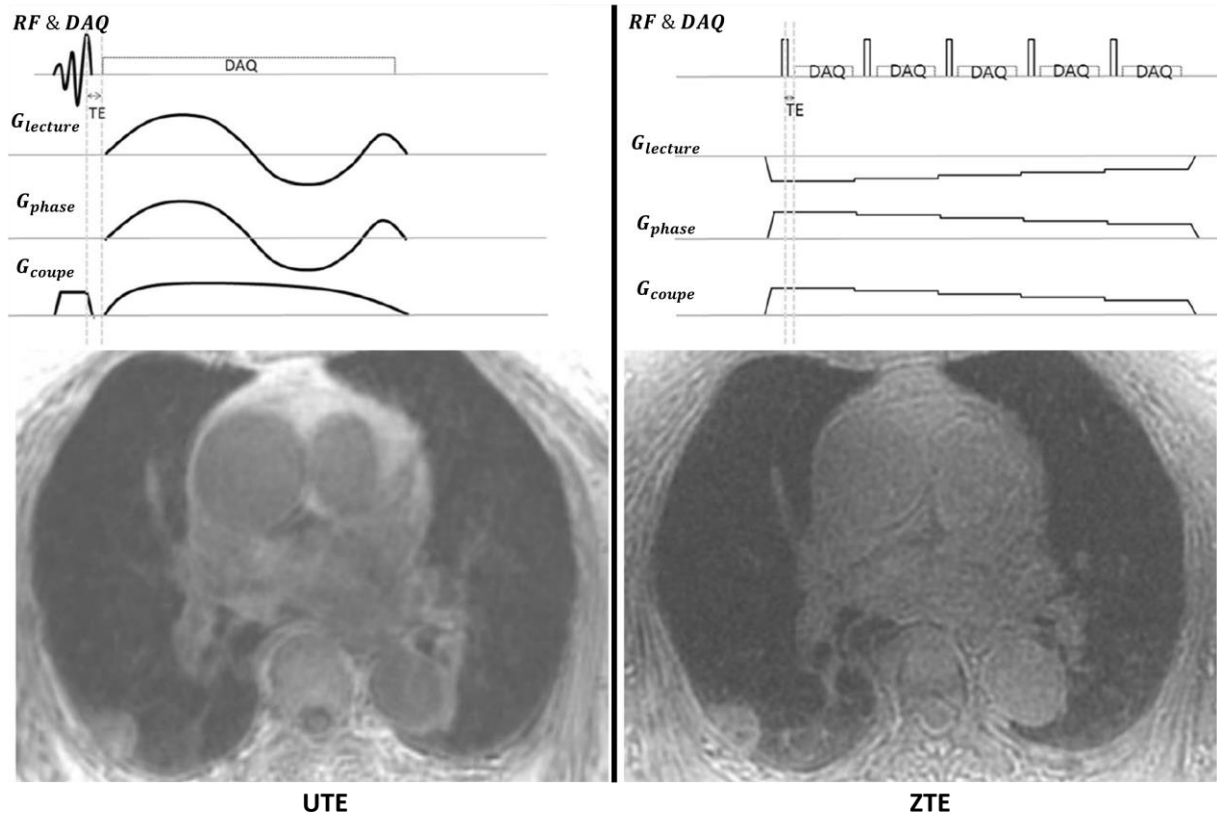 RF & DAQ
DAQ
TE
G_lecture
G_phase
G_coupe
UTE
RF & DAQ
DAQ DAQ DAQ DAQ DAQ
TE
G_lecture
G_phase
G_coupe
ZTE